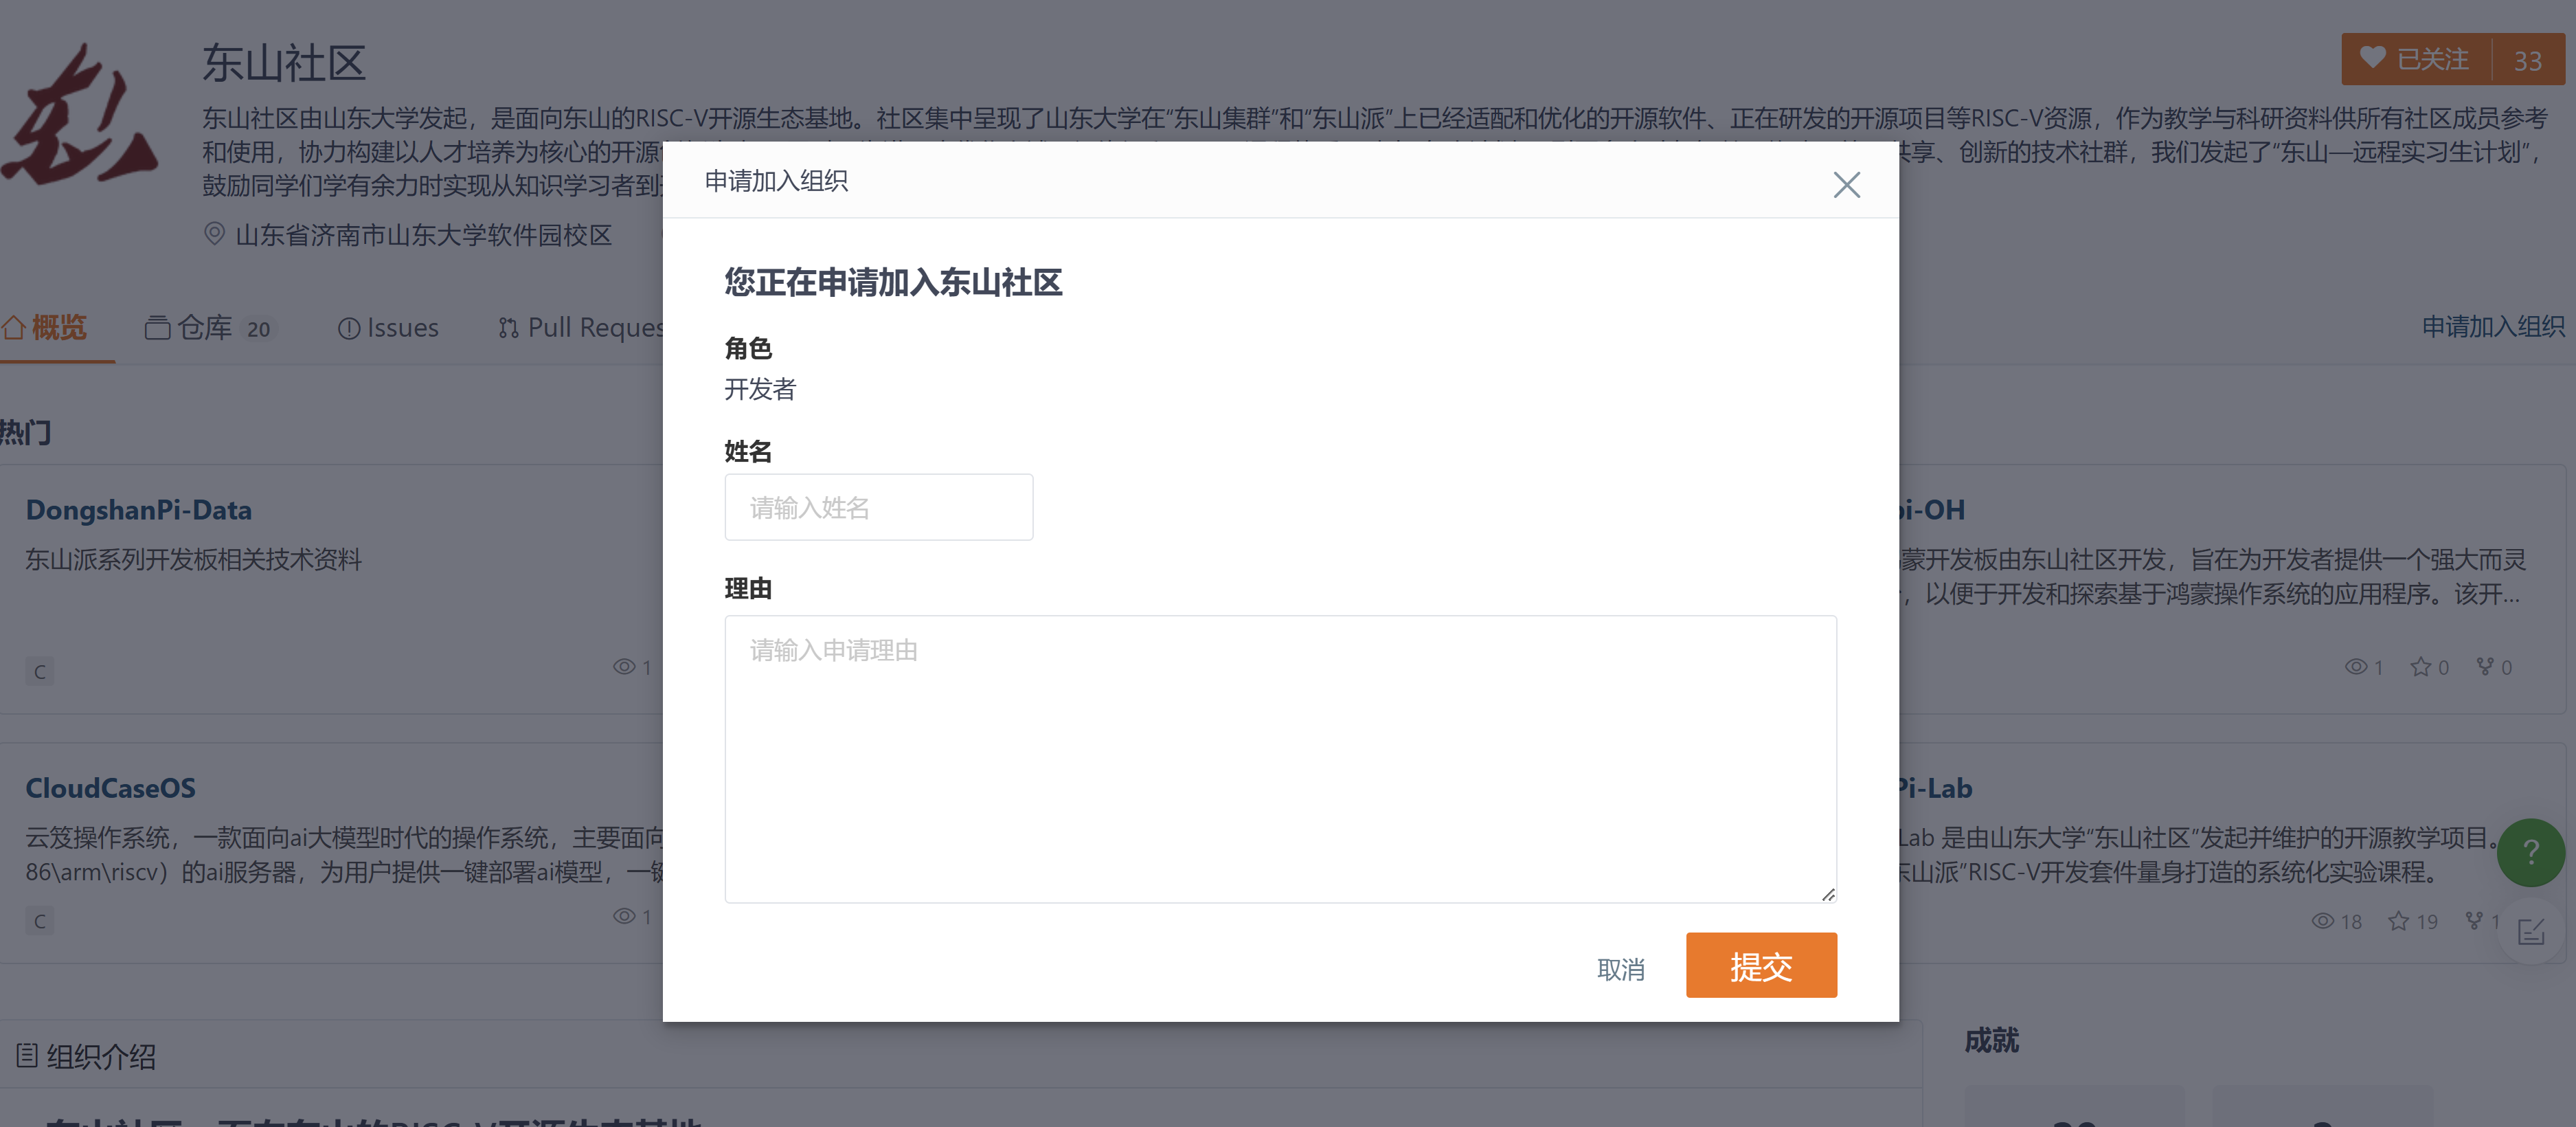 东山社区
已关注 33
东山社区由山东大学发起，是面向东山的RISC-V开源生态基地。社区集中呈现了山东大学在“东山集群”和“东山派”上已经适配和优化的开源软件、正在研发的开源项目等RISC-V资源，作为教学与科研资料供所有社区成员参考
和使用，协力构建以人才培养为核心的开源
共享、创新的技术社群，我们发起了“东山—远程实习生计划”，
鼓励同学们学有余力时实现从知识学习者到
山东省济南市山东大学软件园校区
概览
仓库 20
Issues
Pull Reques
申请加入组织
申请加入组织
您正在申请加入东山社区
角色
开发者
姓名
请输入姓名
理由
请输入申请理由
取消
提交
热门
DongshanPi-Data
东山派系列开发板相关技术资料
C
1
pi-OH
蒙开发板由东山社区开发，旨在为开发者提供一个强大而灵
，以便于开发和探索基于鸿蒙操作系统的应用程序。该开...
1 0 0
CloudCaseOS
云笈操作系统，一款面向ai大模型时代的操作系统，主要面向
86\arm\riscv）的ai服务器，为用户提供一键部署ai模型，一键
C
1
Pi-Lab
Lab 是由山东大学“东山社区”发起并维护的开源教学项目。
东山派”RISC-V开发套件量身打造的系统化实验课程。
18 19 1
?
组织介绍
成就